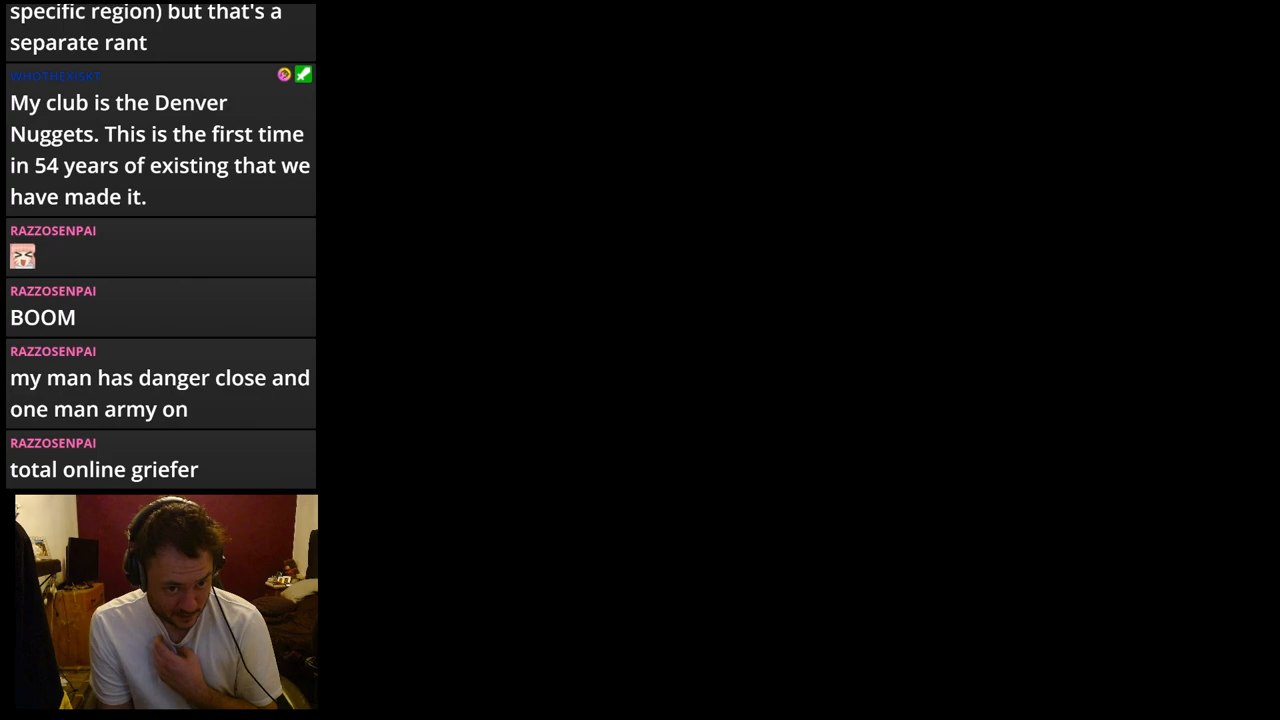 specific region) but that's a
separate rant
WHOTHEXISKT
My club is the Denver
Nuggets. This is the first time
in 54 years of existing that we
have made it.
RAZZOSENPAI
RAZZOSENPAI
BOOM
RAZZOSENPAI
my man has danger close and
one man army on
RAZZOSENPAI
total online griefer